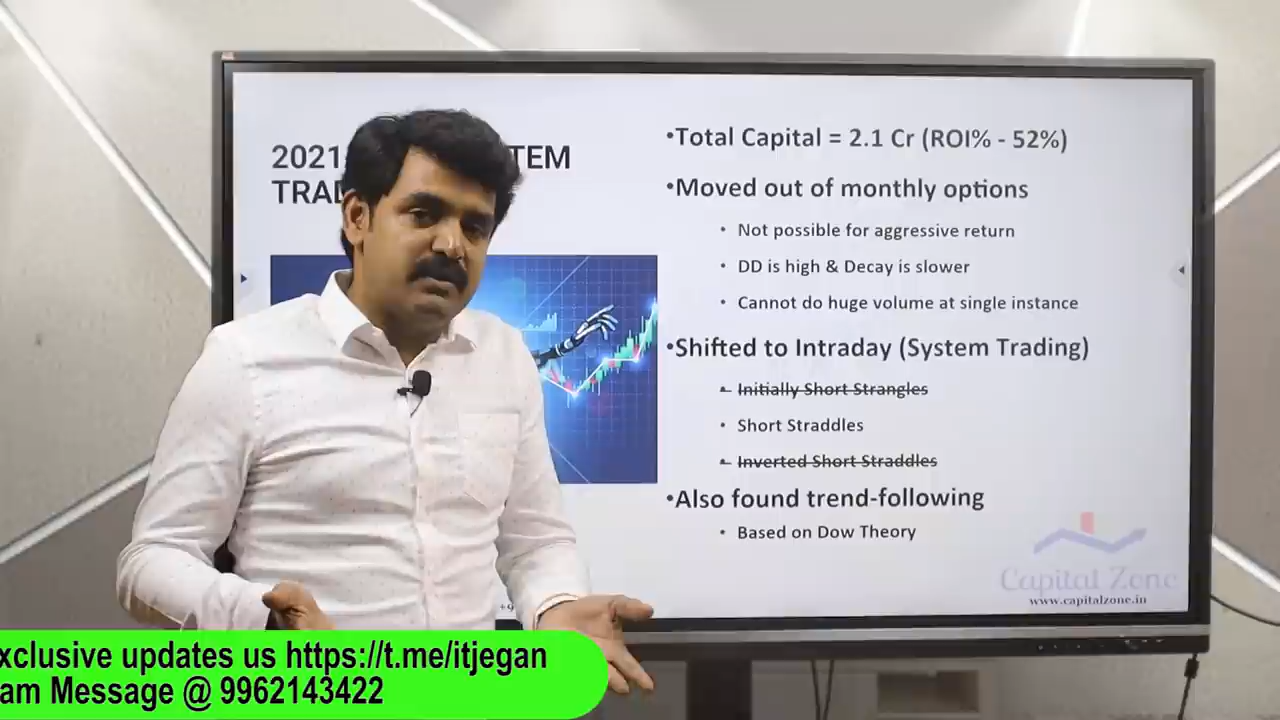 2021 TEM
TRAD
•Total Capital = 2.1 Cr (ROI% - 52%)
•Moved out of monthly options
• Not possible for aggressive return
• DD is high & Decay is slower
• Cannot do huge volume at single instance
•Shifted to Intraday (System Trading)
• Initially Short Strangles
• Short Straddles
• Inverted Short Straddles
•Also found trend-following
• Based on Dow Theory
Capital Zone
www.capitalzone.in
+9
xclusive updates us https://t.me/itjegan
am Message @ 9962143422